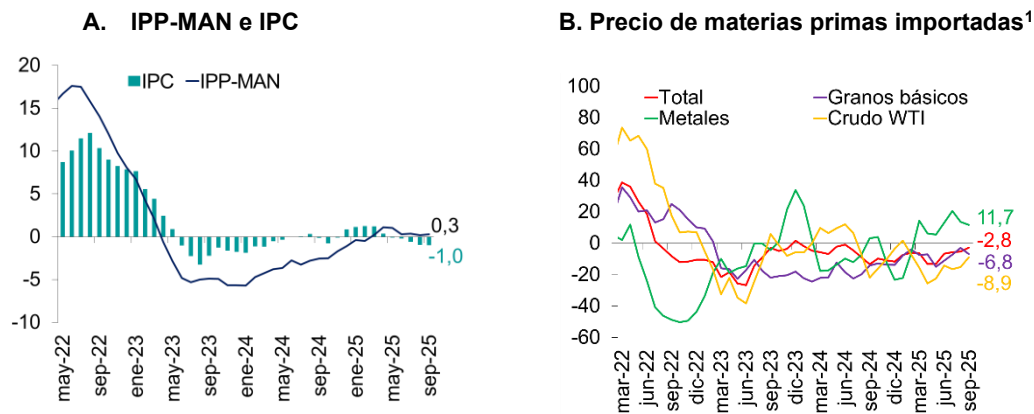 A. IPP-MAN e IPC
20
15
10
5
0
-5
-10
IPC IPP-MAN
0,3
-1,0
may-22
sep-22
ene-23
may-23
sep-23
ene-24
may-24
sep-24
ene-25
may-25
sep-25
B. Precio de materias primas importadas¹
100
80
60
40
20
0
-20
-40
-60
Total Granos básicos
Metales Crudo WTI
11,7
-2,8
-6,8
-8,9
mar-22
jun-22
sep-22
dic-22
mar-23
jun-23
sep-23
dic-23
mar-24
jun-24
sep-24
dic-24
mar-25
jun-25
sep-25